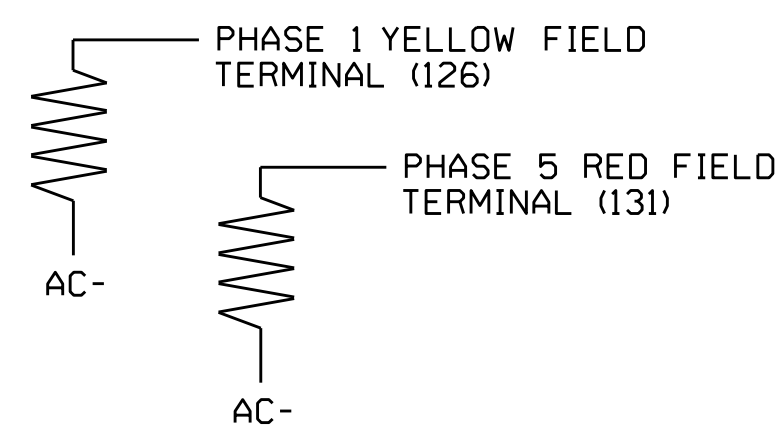 PHASE 1 YELLOW FIELD
TERMINAL (126)
PHASE 5 RED FIELD
TERMINAL (131)
AC-
AC-